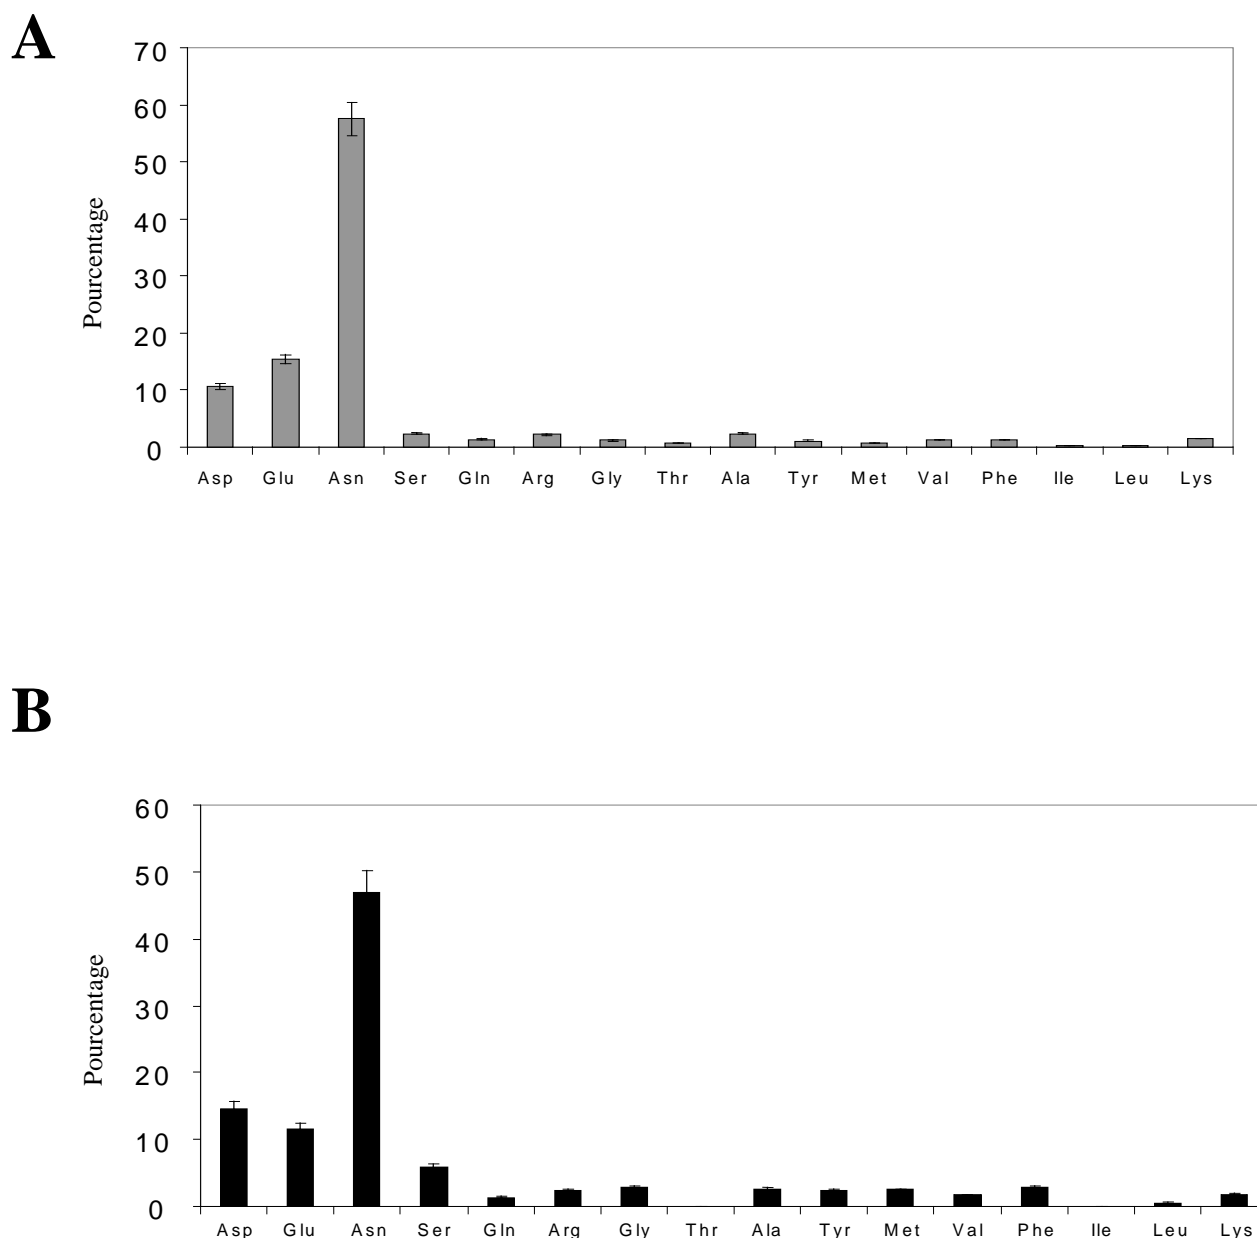 A
70
60
50
40
30
20
10
0
Pourcentage
Asp Glu Asn Ser Gln Arg Gly Thr Ala Tyr Met Val Phe Ile Leu Lys
B
60
50
40
30
20
10
0
Pourcentage
Asp Glu Asn Ser Gln Arg Gly Thr Ala Tyr Met Val Phe Ile Leu Lys